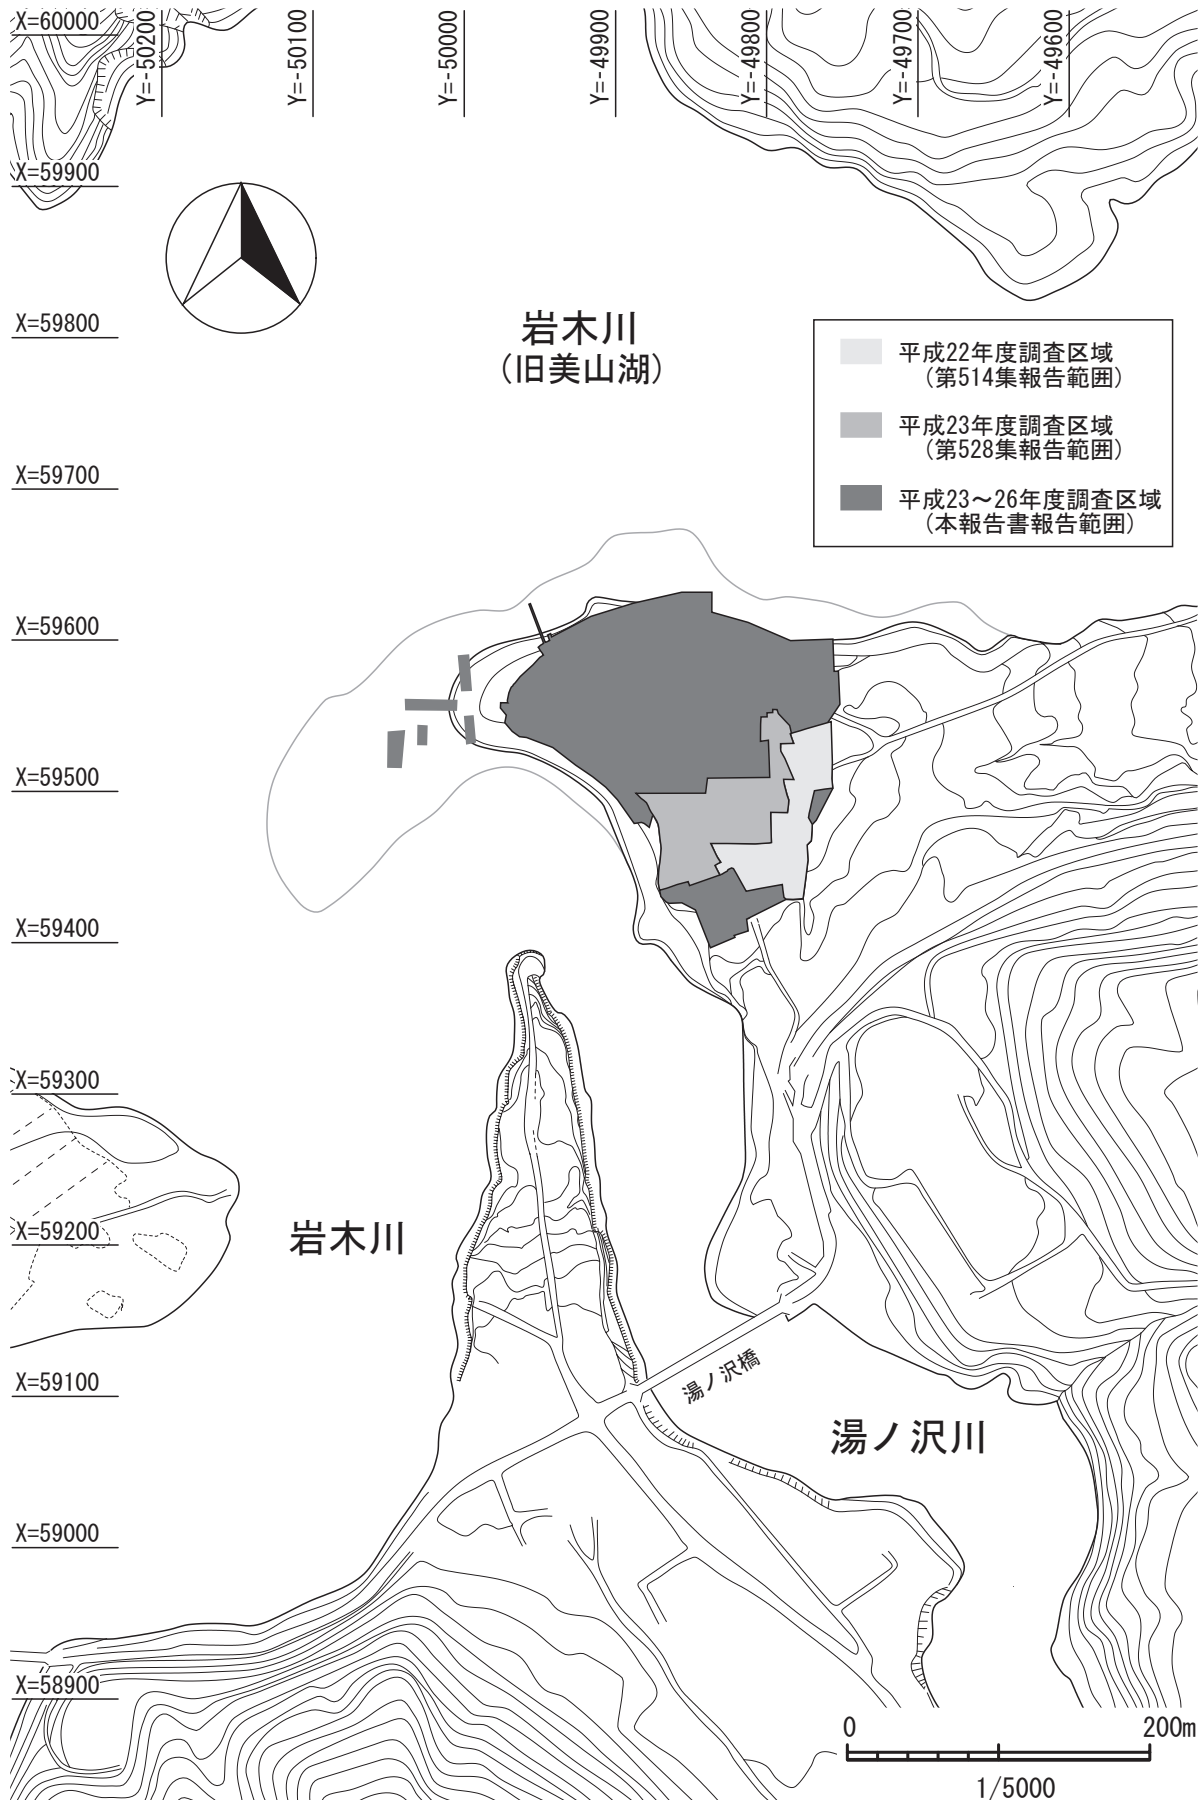 X=60000
Y=-50200
Y=-50100
Y=-50000
Y=-49900
Y=-49800
Y=-49700
Y=-49600
X=59900
X=59800
岩木川
(旧美山湖)
平成22年度調査区域
(第514集報告範囲)
平成23年度調査区域
(第528集報告範囲)
平成23～26年度調査区域
(本報告書報告範囲)
X=59700
X=59600
X=59500
X=59400
X=59300
X=59200
岩木川
X=59100
湯ノ沢橋
湯ノ沢川
X=59000
X=58900
0 200m
1/5000